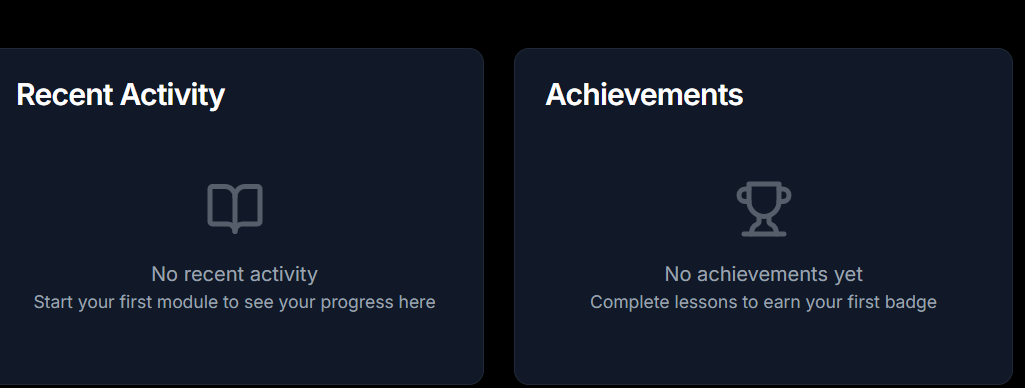 Recent Activity
No recent activity
Start your first module to see your progress here
Achievements
No achievements yet
Complete lessons to earn your first badge